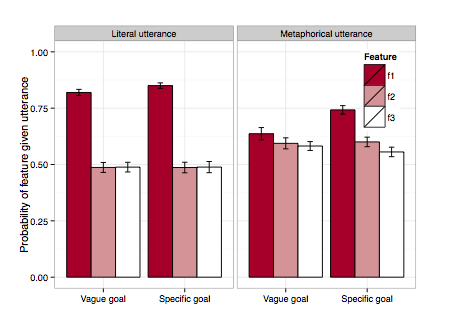 Literal utterance
Metaphorical utterance
Feature
f1
f2
f3
Probability of feature given utterance
1.00
0.75
0.50
0.25
0.00
Vague goal
Specific goal
Vague goal
Specific goal